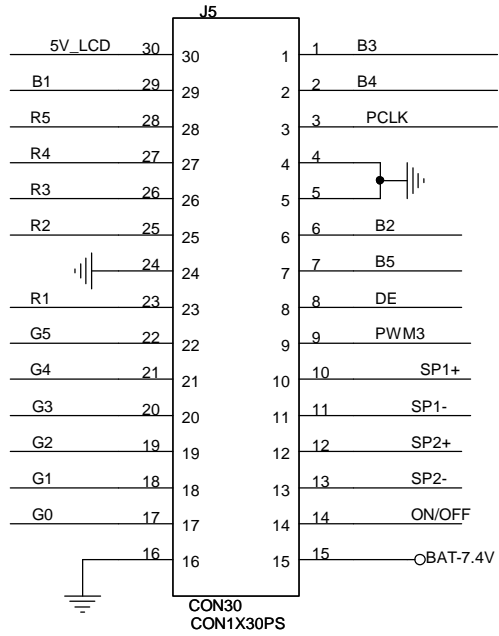 J5
5V_LCD 30 30 1 1 B3
B1 29 29 2 2 B4
R5 28 28 3 3 PCLK
R4 27 27 4 4
R3 26 26 5 5
R2 25 25 6 6 B2
24 24 7 7 B5
R1 23 23 8 8 DE
G5 22 22 9 9 PWM3
G4 21 21 10 10 SP1+
G3 20 20 11 11 SP1-
G2 19 19 12 12 SP2+
G1 18 18 13 13 SP2-
G0 17 17 14 14 ON/OFF
16 16 15 15 BAT-7.4V
CON30
CON1X30PS